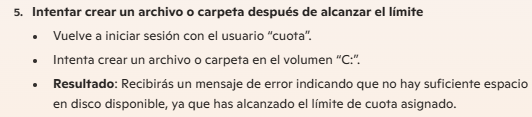 5. Intentar crear un archivo o carpeta después de alcanzar el límite
• Vuelve a iniciar sesión con el usuario “cuota”.
• Intenta crear un archivo o carpeta en el volumen “C:”.
• Resultado: Recibirás un mensaje de error indicando que no hay suficiente espacio
en disco disponible, ya que has alcanzado el límite de cuota asignado.